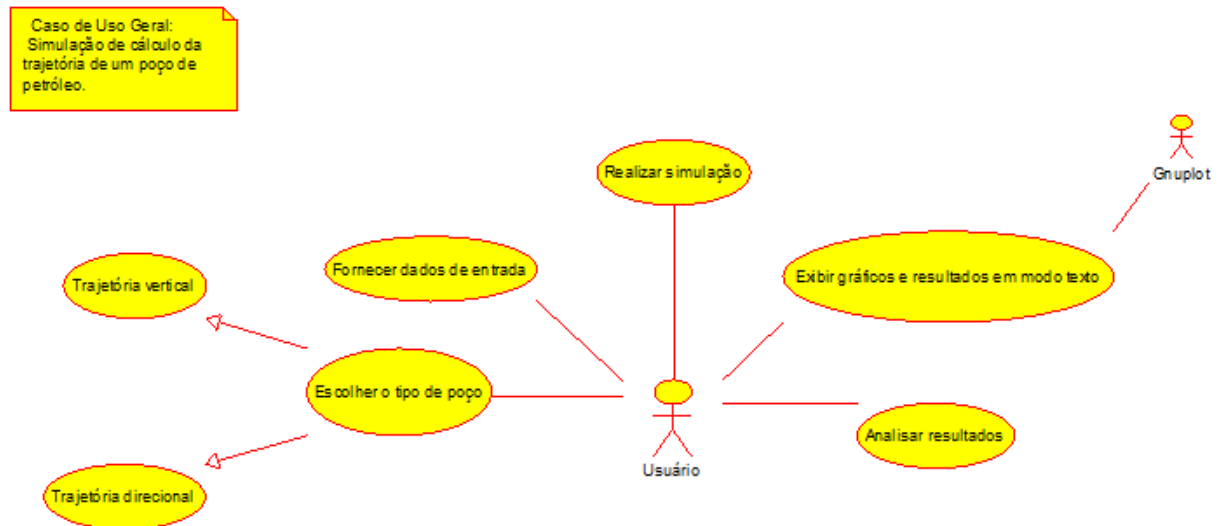 Caso de Uso Geral:
Simulação de cálculo da
trajetória de um poço de
petróleo.
Gnuplot
Realizar simulação
Fornecer dados de entrada
Exibir gráficos e resultados em modo texto
Trajetória vertical
Escolher o tipo de poço
Analisar resultados
Usuário
Trajetória direcional